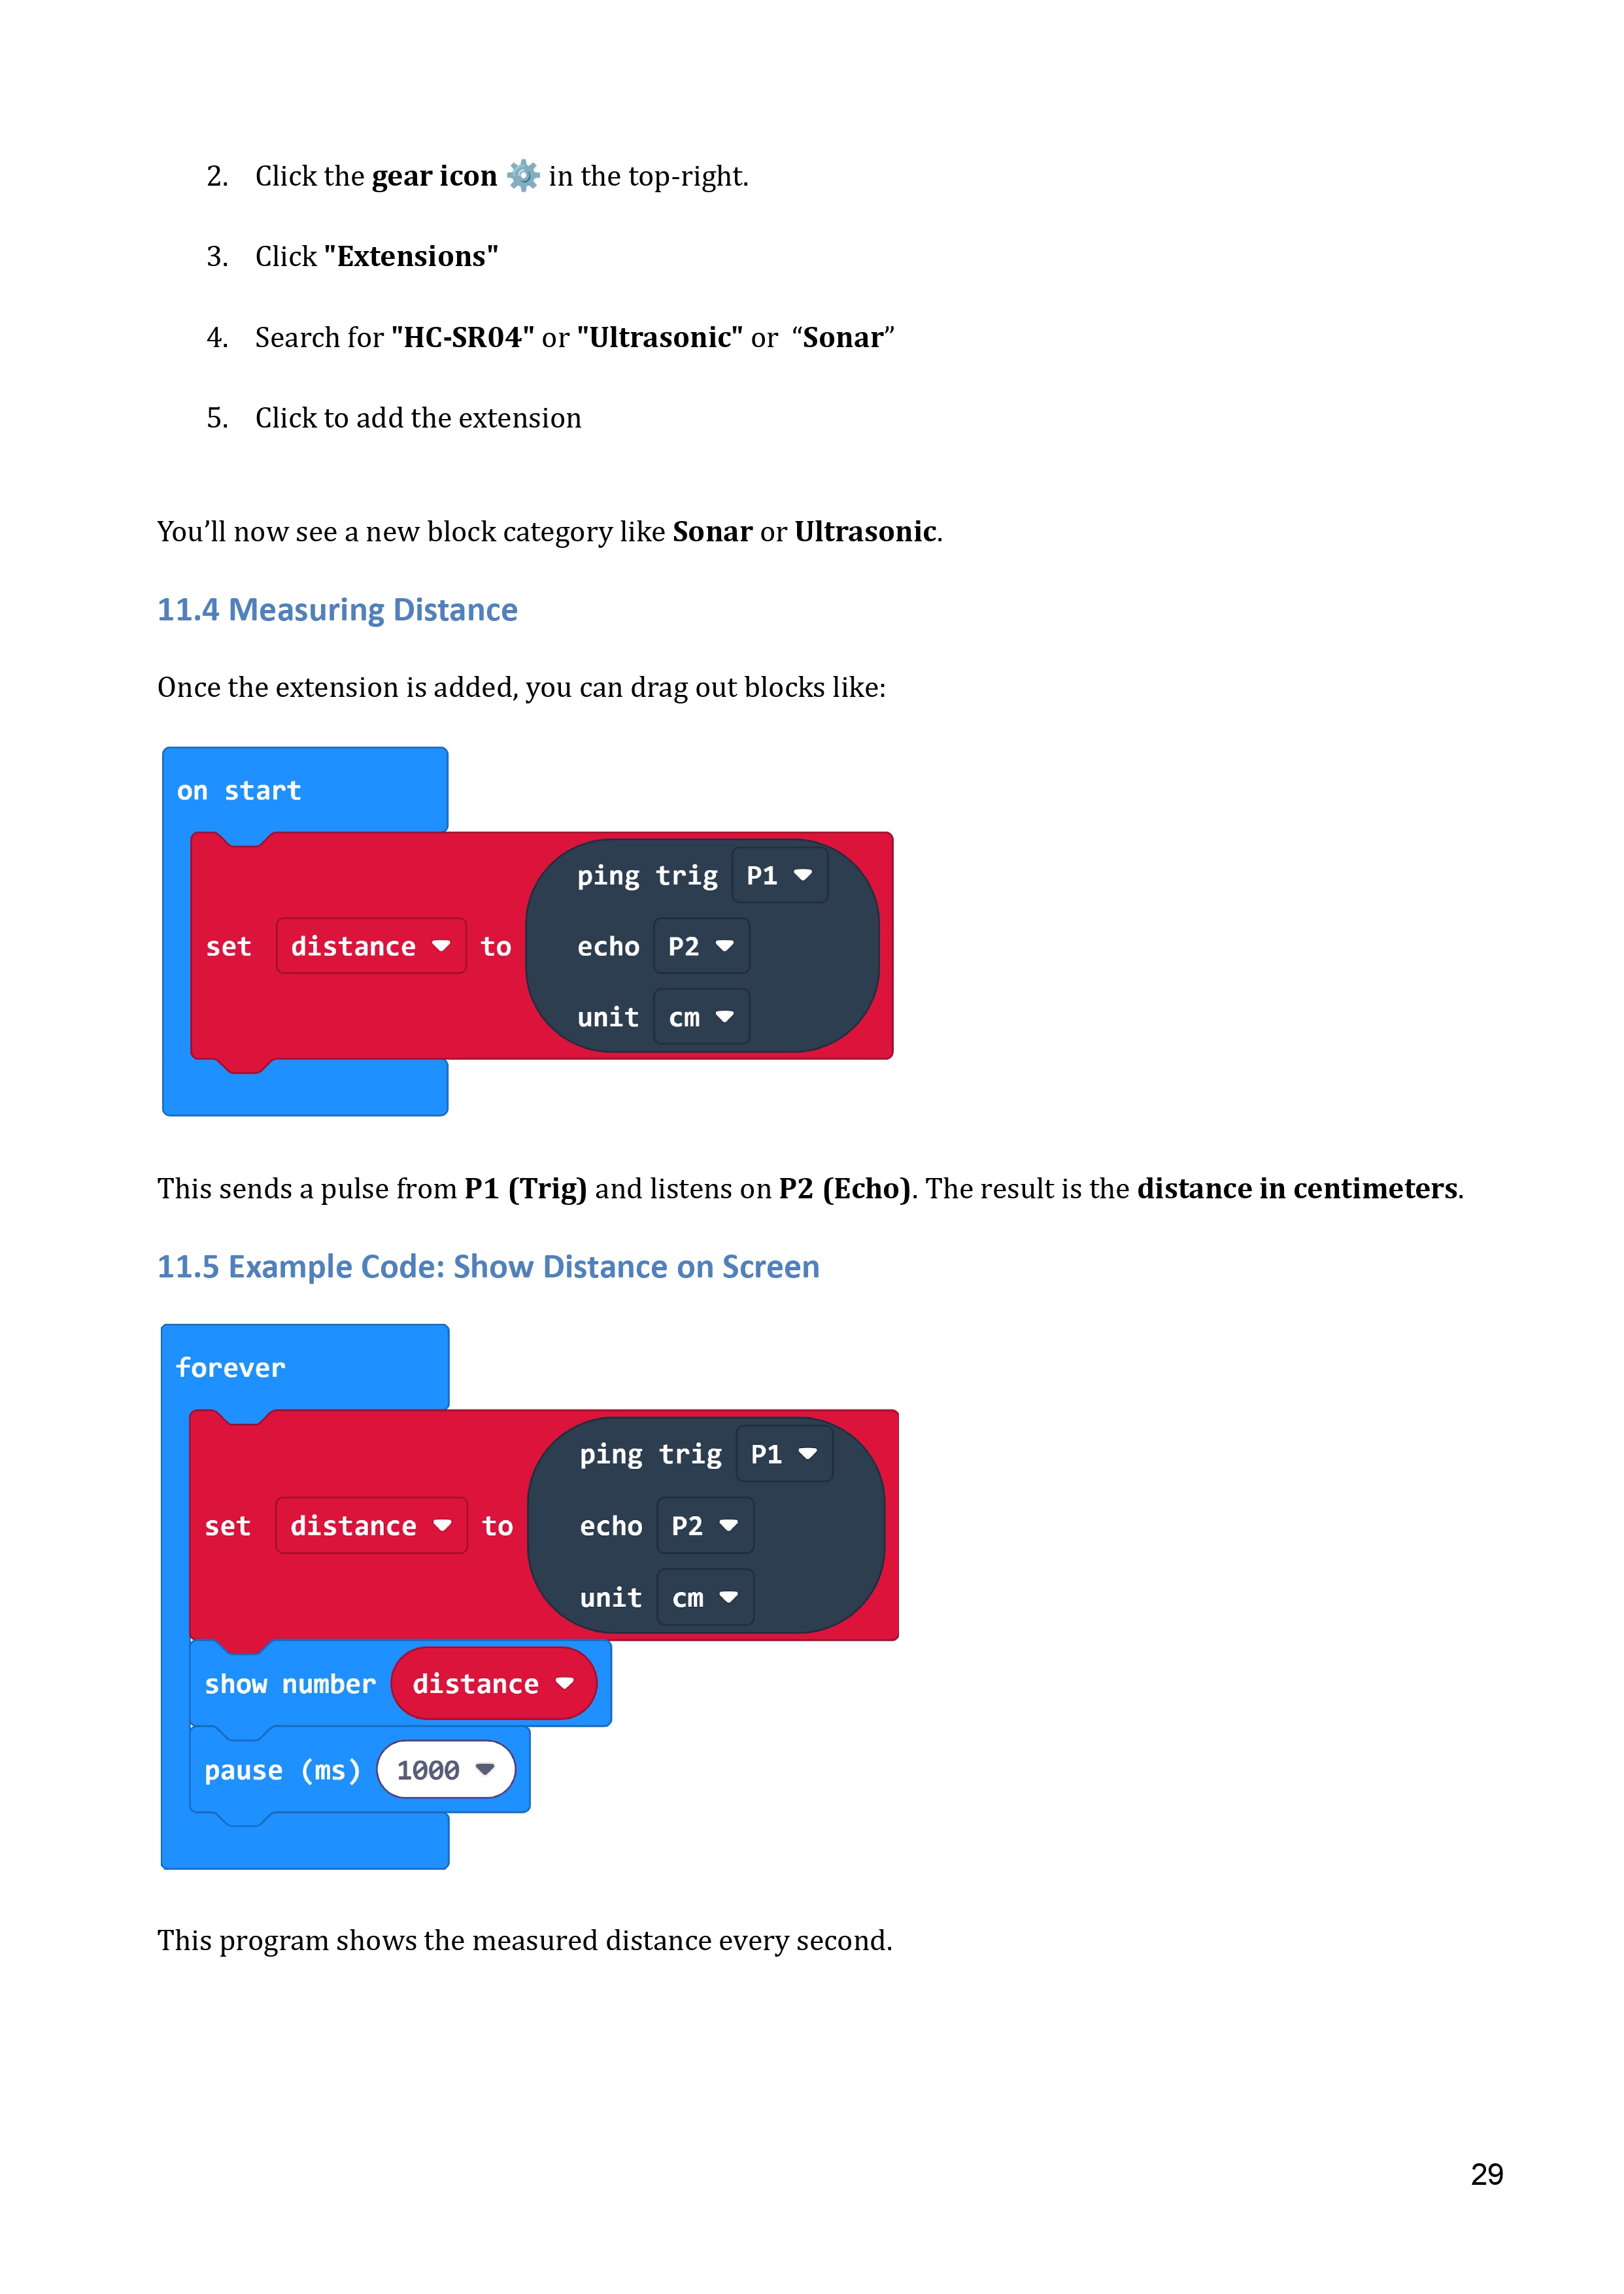 2. Click the gear icon ⚙️ in the top-right.
3. Click "Extensions"
4. Search for "HC-SR04" or "Ultrasonic" or “Sonar”
5. Click to add the extension
You’ll now see a new block category like Sonar or Ultrasonic.
11.4 Measuring Distance
Once the extension is added, you can drag out blocks like:
on start
ping trig P1
set distance to echo P2
unit cm
This sends a pulse from P1 (Trig) and listens on P2 (Echo). The result is the distance in centimeters.
11.5 Example Code: Show Distance on Screen
forever
ping trig P1
set distance to echo P2
unit cm
show number distance
pause (ms) 1000
This program shows the measured distance every second.
29